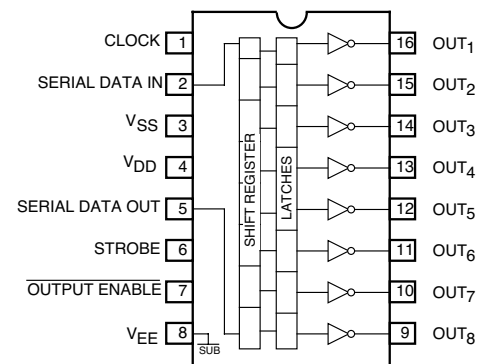 CLOCK 1 16 OUT1
SERIAL DATA IN 2 15 OUT2
VSS 3 14 OUT3
VDD 4 13 OUT4
SERIAL DATA OUT 5 12 OUT5
STROBE 6 11 OUT6
OUTPUT ENABLE 7 10 OUT7
VEE 8 9 OUT8
SHIFT REGISTER
LATCHES
SUB